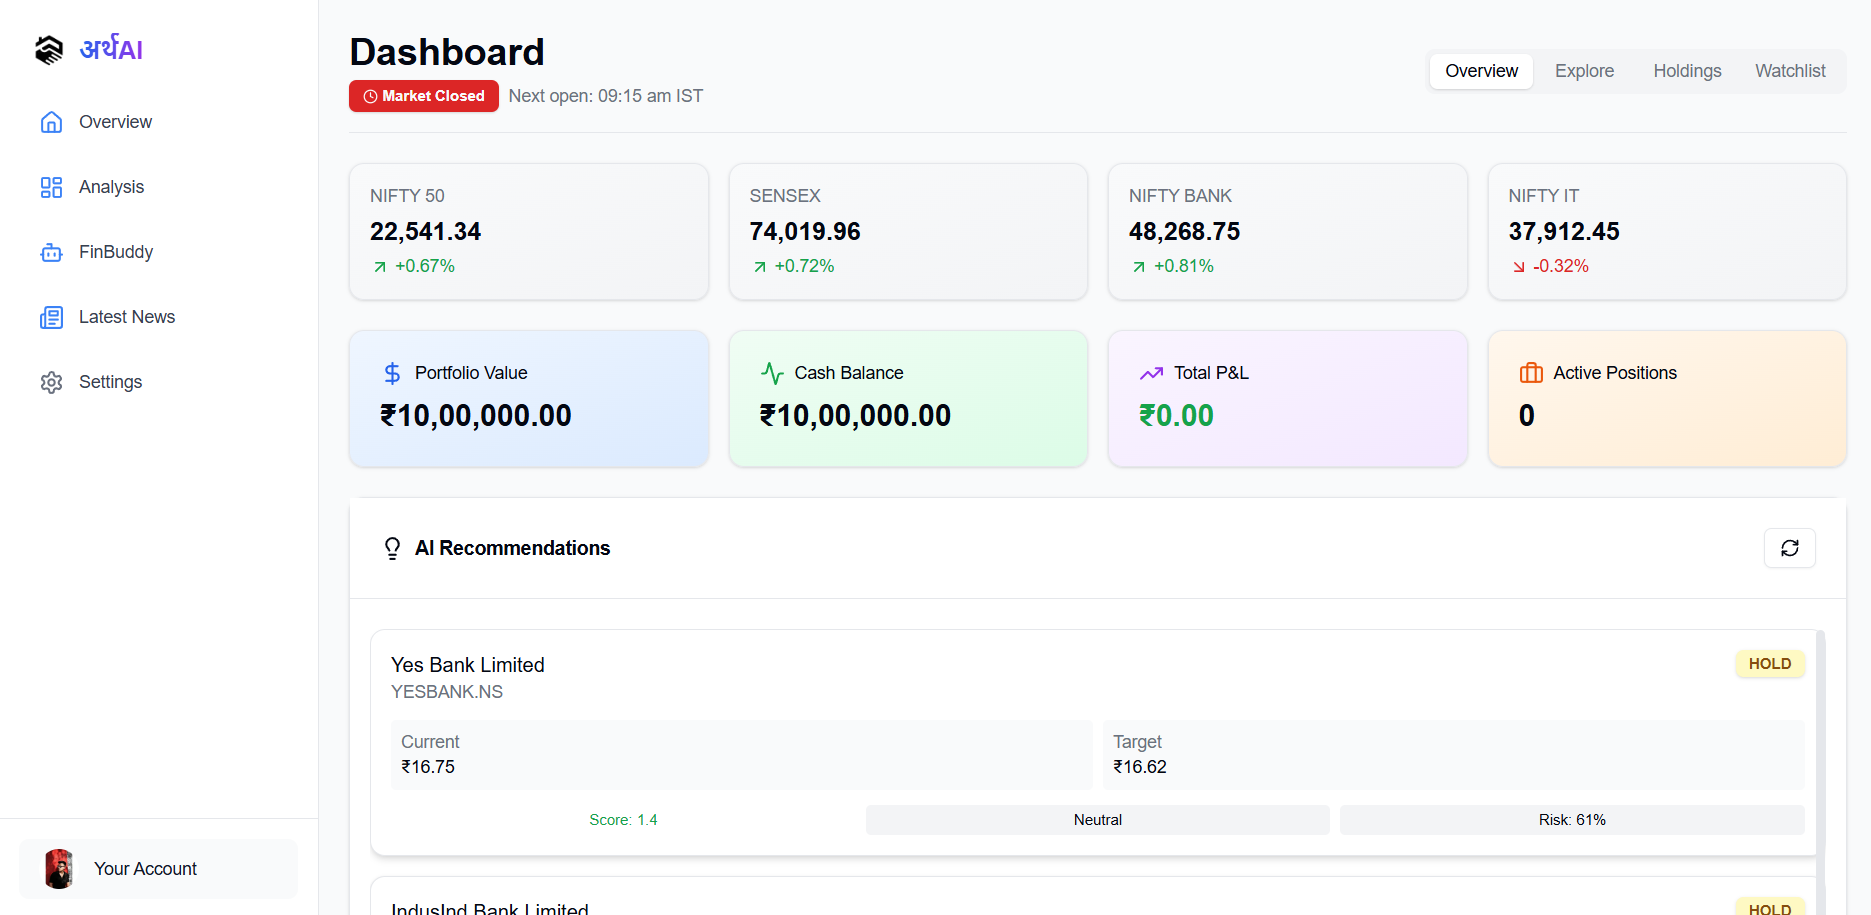 अर्थAI
Overview
Analysis
FinBuddy
Latest News
Settings
Your Account
Dashboard
Market Closed
Next open: 09:15 am IST
Overview
Explore
Holdings
Watchlist
NIFTY 50
22,541.34
+0.67%
SENSEX
74,019.96
+0.72%
NIFTY BANK
48,268.75
+0.81%
NIFTY IT
37,912.45
-0.32%
Portfolio Value
₹10,00,000.00
Cash Balance
₹10,00,000.00
Total P&L
₹0.00
Active Positions
0
AI Recommendations
Yes Bank Limited
YESBANK.NS
HOLD
Current
₹16.75
Target
₹16.62
Score: 1.4
Neutral
Risk: 61%
IndusInd Bank Limited
HOLD